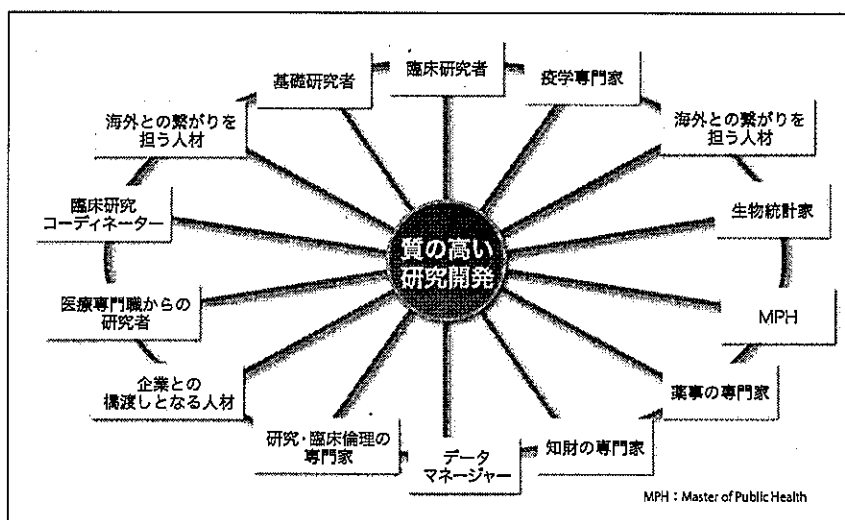 臨床研究者
疫学専門家
海外との繋がりを
担う人材
生物統計家
MPH
薬事の専門家
知財の専門家
データ
マネージャー
研究・臨床倫理の
専門家
企業との
橋渡しとなる人材
医療専門職からの
研究者
臨床研究
コーディネーター
海外との繋がりを
担う人材
基礎研究者
質の高い
研究開発
MPH:Master of Public Health